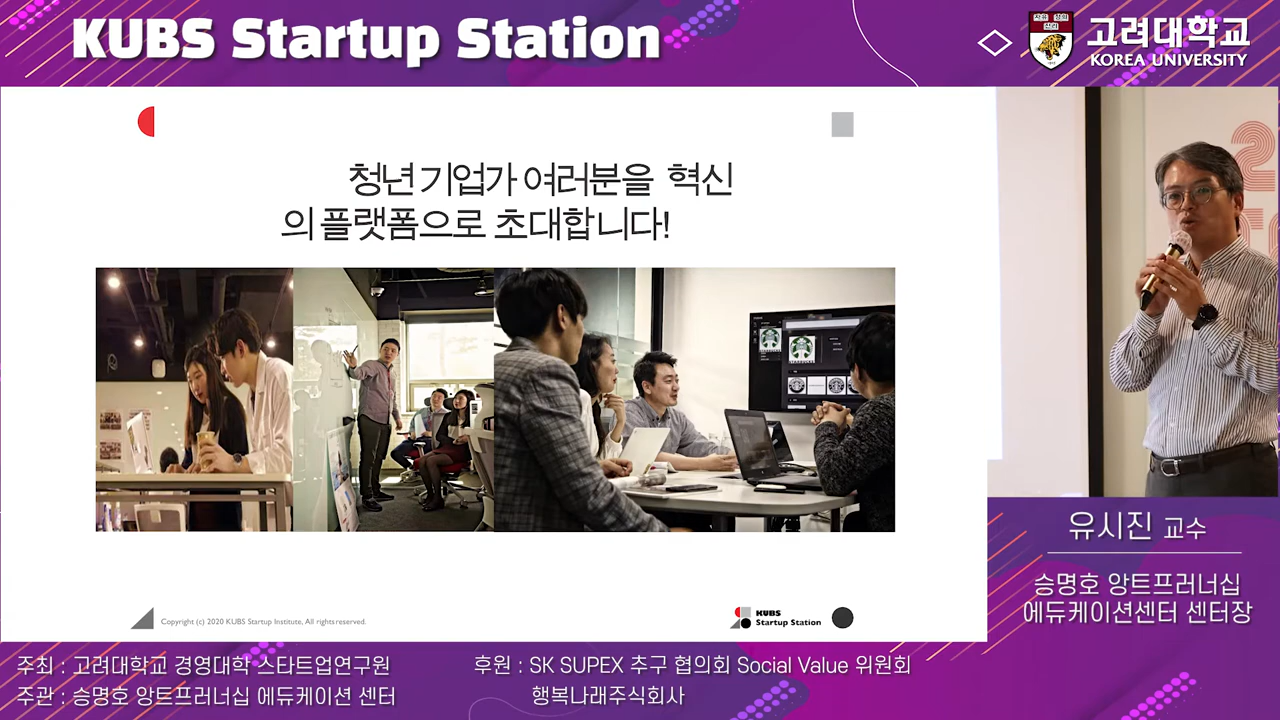 KUBS Startup Station
고려대학교
KOREA UNIVERSITY
청년 기업가 여러분을 혁신
의 플랫폼으로 초대합니다!
Copyright (c) 2020 KUBS Startup Institute, All rights reserved.
KUBS
Startup Station
유시진 교수
승명호 앙트프러너십
에듀케이션센터 센터장
주최 : 고려대학교 경영대학 스타트업연구원
주관 : 승명호 앙트프러너십 에듀케이션 센터
후원 : SK SUPEX 추구 협의회 Social Value 위원회
행복나래주식회사